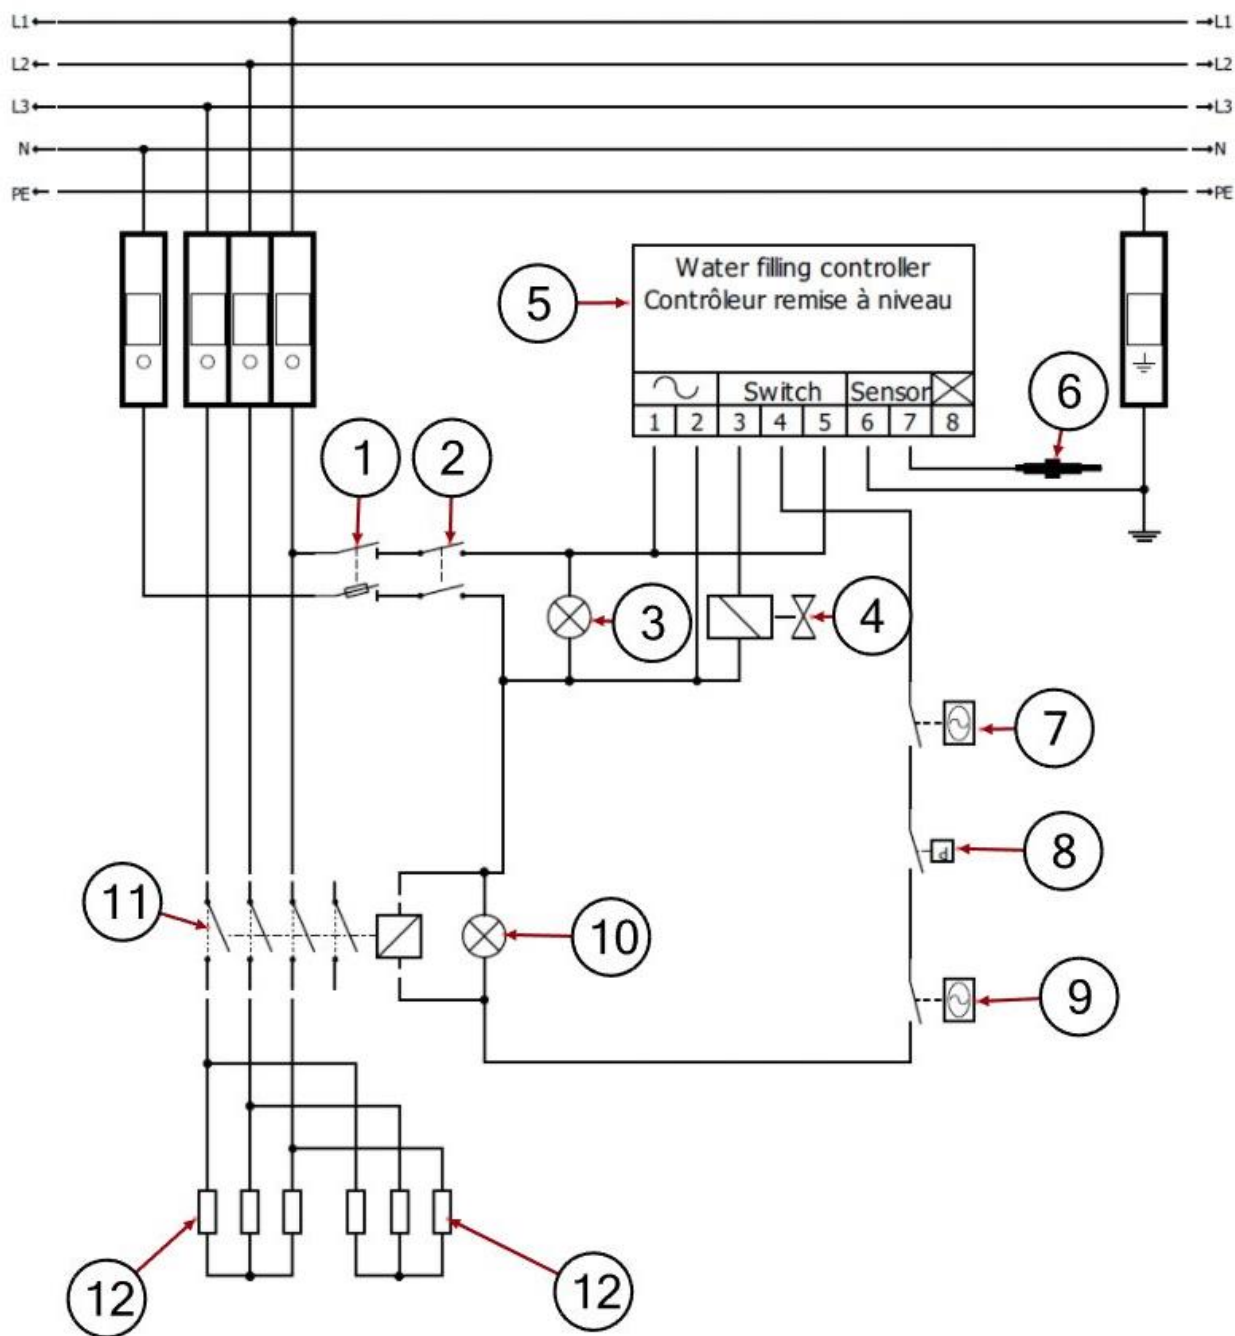 L1 L1
L2 L2
L3 L3
N N
PE PE
Water filling controller
Contrôleur remise à niveau
5
Switch Sensor
1 2 3 4 5 6 7 8
6
1 2
3
4
7
p
8
11
10
9
12
12